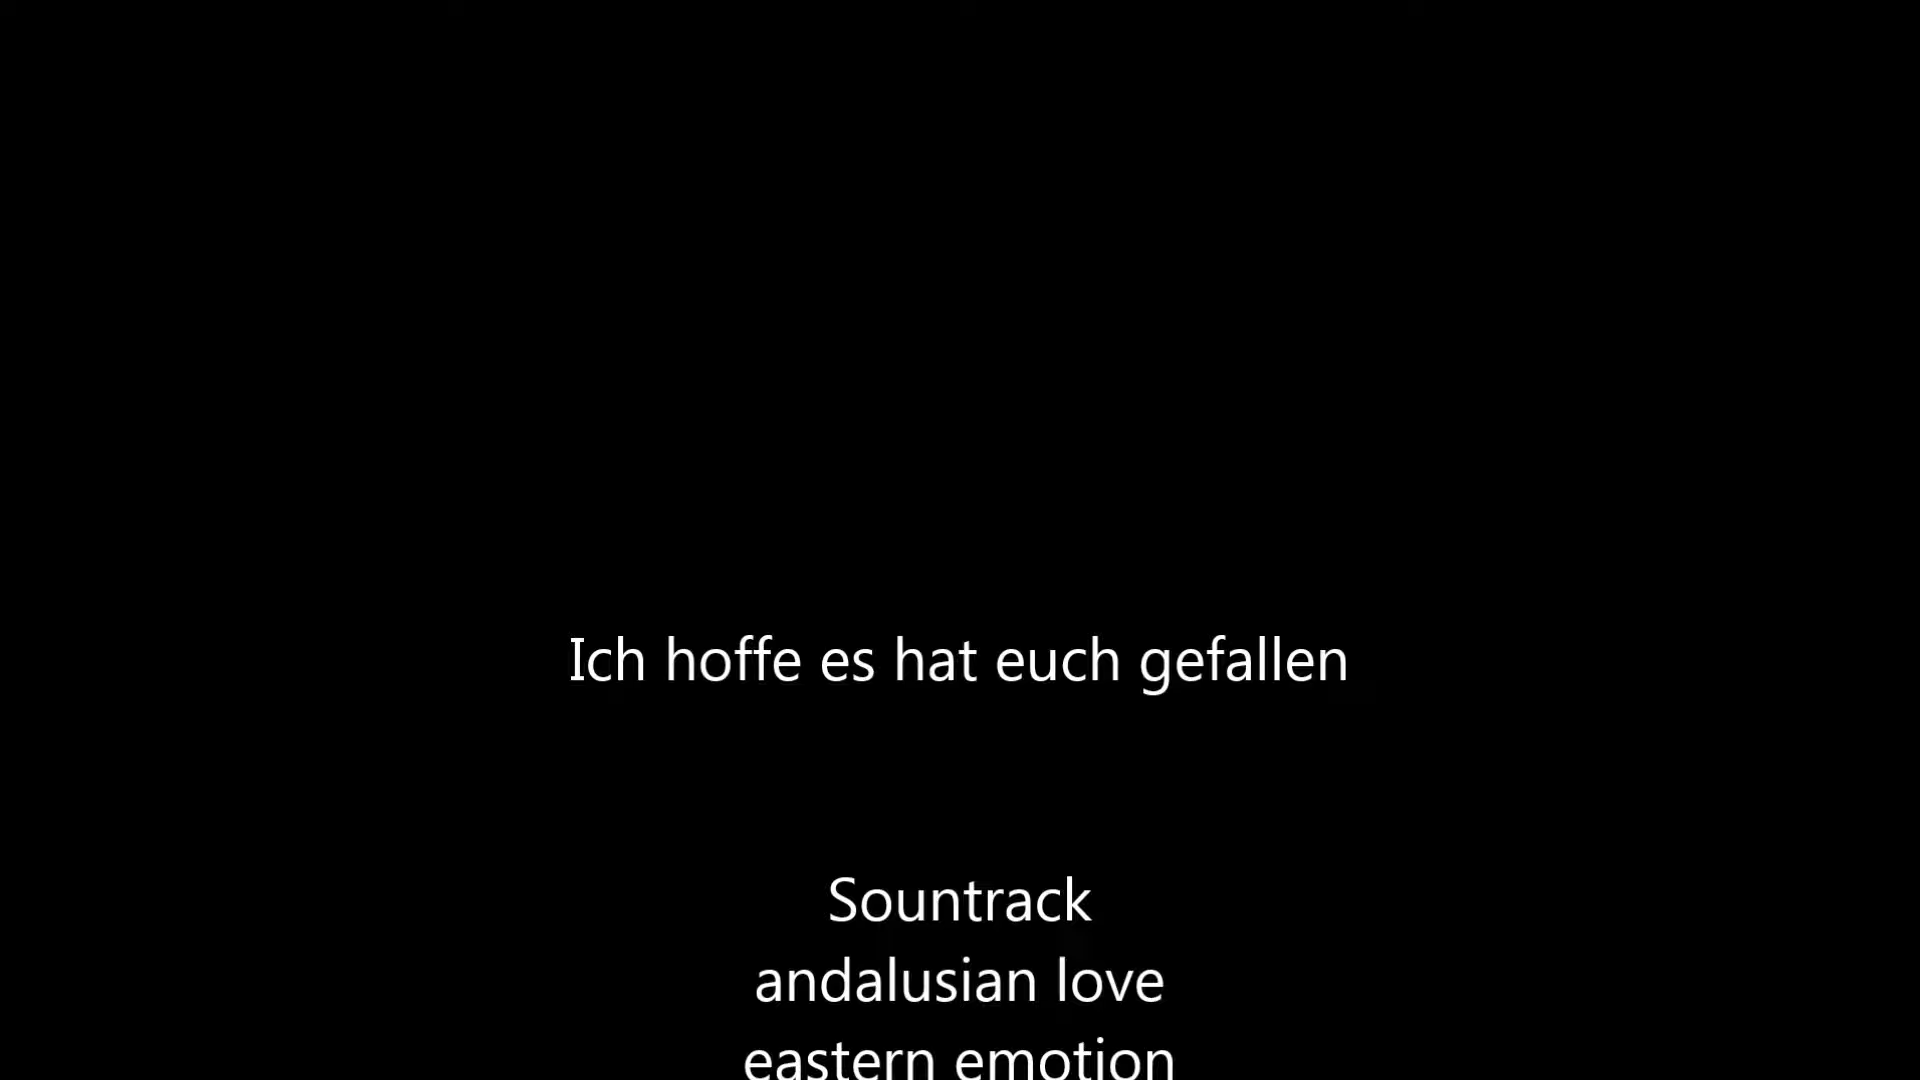 Ich hoffe es hat euch gefallen
Sountrack
andalusian love
eastern emotion